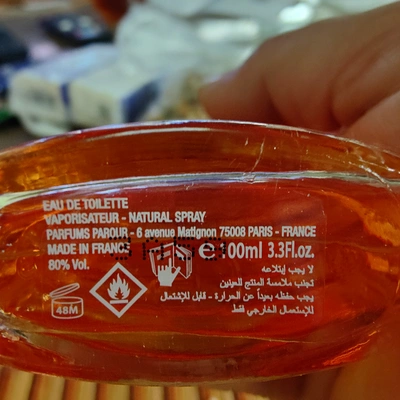 EAU DE TOILETTE
VAPORISATEUR - NATURAL SPRAY
PARFUMS PAROUR - 6 avenue Matignon 75008 PARIS - FRANCE
MADE IN FRANCE
e 100ml 3.3Fl.oz.
80% Vol.
لا يجب إبتلاعه
تجنب ملامسة المنتج للعينين
يجب حفظه بعيداً عن الحرارة - قابل للإشتعال
للإستعمال الخارجي فقط
48M